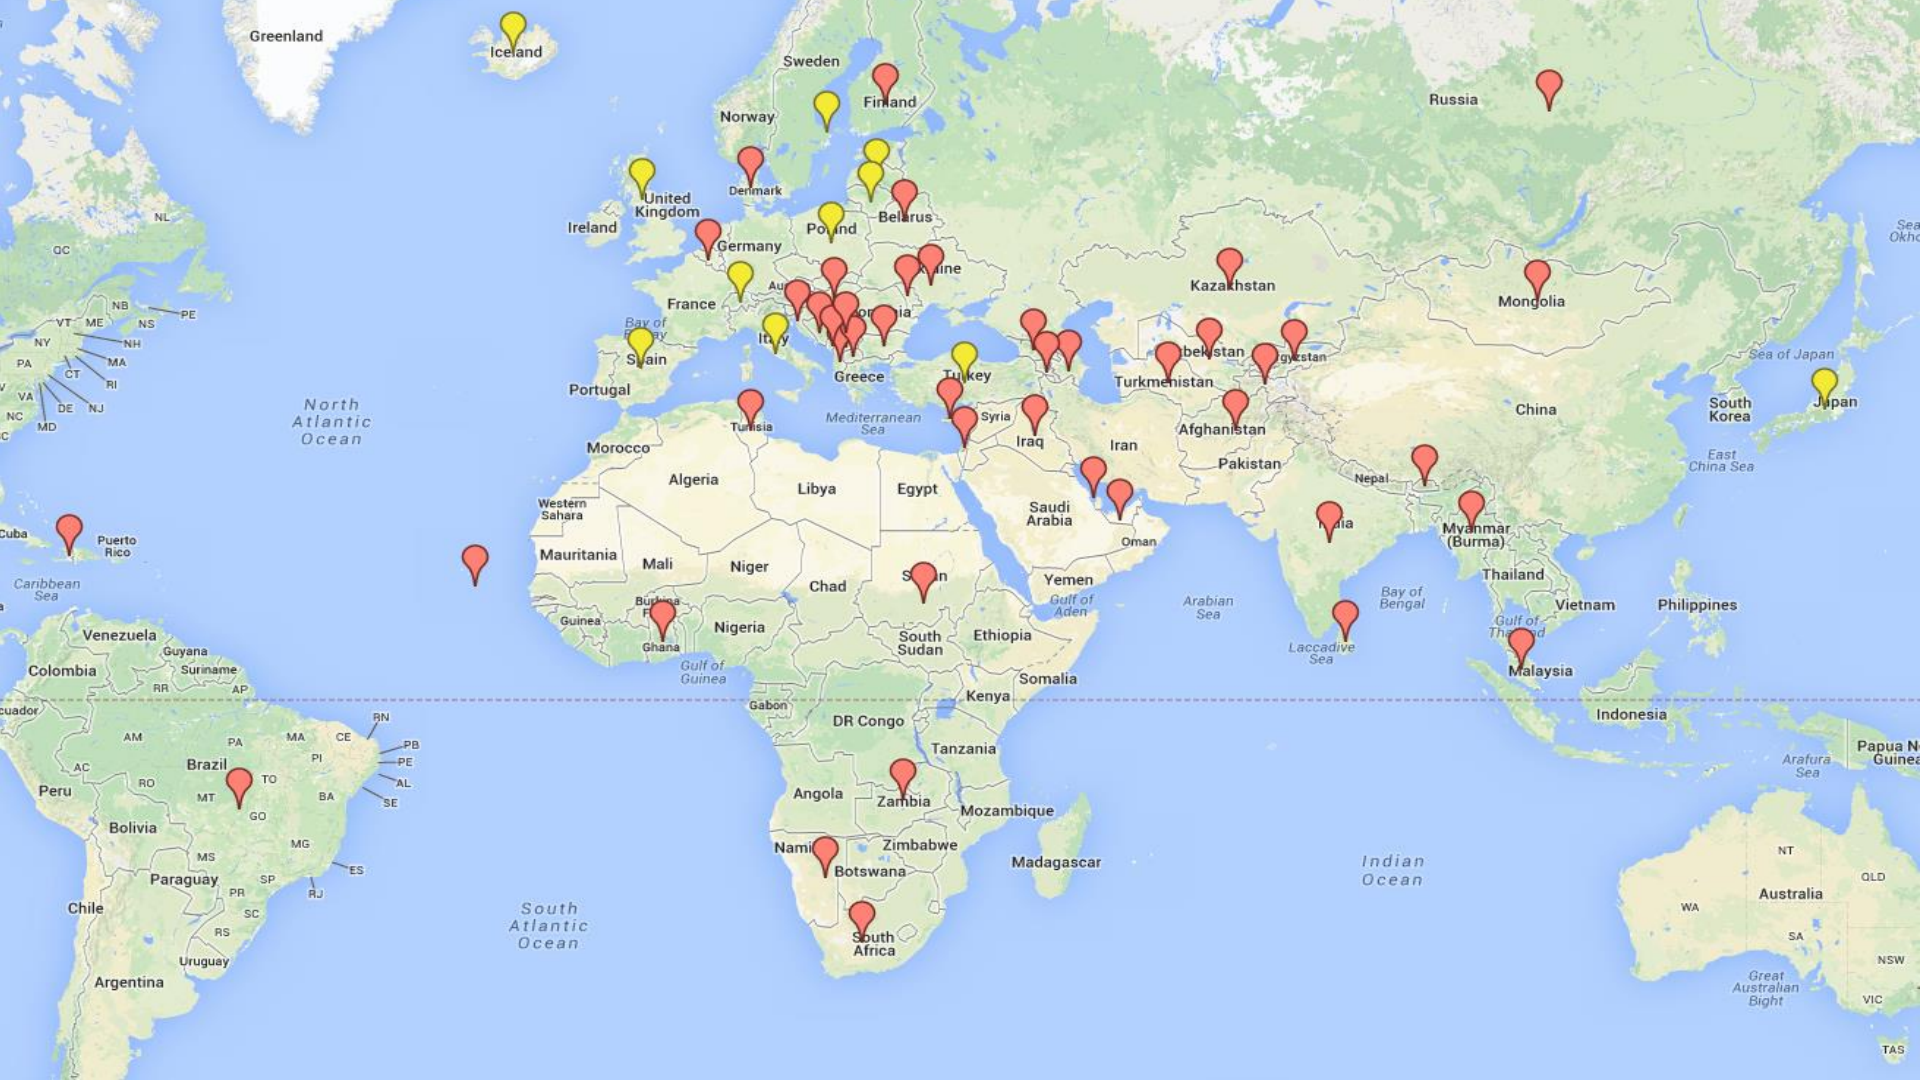 Greenland
Iceland
Sweden
Finland
Norway
Russia
Denmark
United
Kingdom
Ireland
Belarus
Poland
Germany
NL
QC
NB
PE
VT
ME
NS
NY
NH
PA
MA
CT
RI
VA
DE
NJ
NC
MD
France
Bay of
Italy
Spain
Portugal
Greece
Turkey
Kazakhstan
Mongolia
Turkmenistan
Sea of Japan
Japan
South
Korea
China
East
China Sea
North
Atlantic
Ocean
Mediterranean
Sea
Tunisia
Syria
Iraq
Iran
Afghanistan
Pakistan
Nepal
Morocco
Algeria
Libya
Egypt
Western
Sahara
Saudi
Arabia
Oman
Yemen
Gulf of
Aden
Arabian
Sea
India
Bay of
Bengal
Myanmar
(Burma)
Thailand
Vietnam
Philippines
Gulf of
Thailand
Laccadive
Sea
Malaysia
Indonesia
Cuba
Puerto
Rico
Caribbean
Sea
Mauritania
Mali
Niger
Chad
Sudan
Burkina
Guinea
Ghana
Nigeria
South
Sudan
Ethiopia
Gulf of
Guinea
Somalia
Kenya
Gabon
DR Congo
Tanzania
Angola
Zambia
Mozambique
Zimbabwe
Botswana
Madagascar
South
Africa
Venezuela
Guyana
Suriname
Colombia
RR
AP
RN
AM
PA
MA
CE
PB
PE
PI
Brazil
AC
RO
TO
AL
MT
BA
SE
GO
Peru
Bolivia
MG
MS
ES
Paraguay
SP
PR
RJ
SC
Chile
RS
Uruguay
Argentina
South
Atlantic
Ocean
Indian
Ocean
Arafura
Sea
Papua N
Guinea
NT
QLD
Australia
WA
SA
NSW
Great
Australian
Bight
VIC
TAS